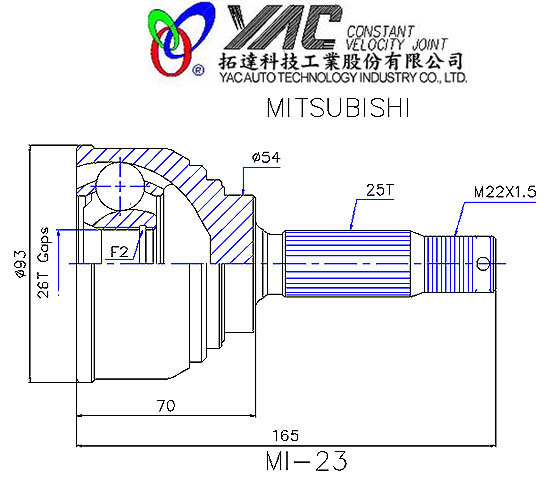 YAC CONSTANT
VELOCITY JOINT
拓達科技工業股份有限公司
®
YAC AUTO TECHNOLOGY INDUSTRY CO., LTD.
MITSUBISHI
ø54
25T
M22X1.5
ø93
26T Gaps
F2
70
165
MI-23